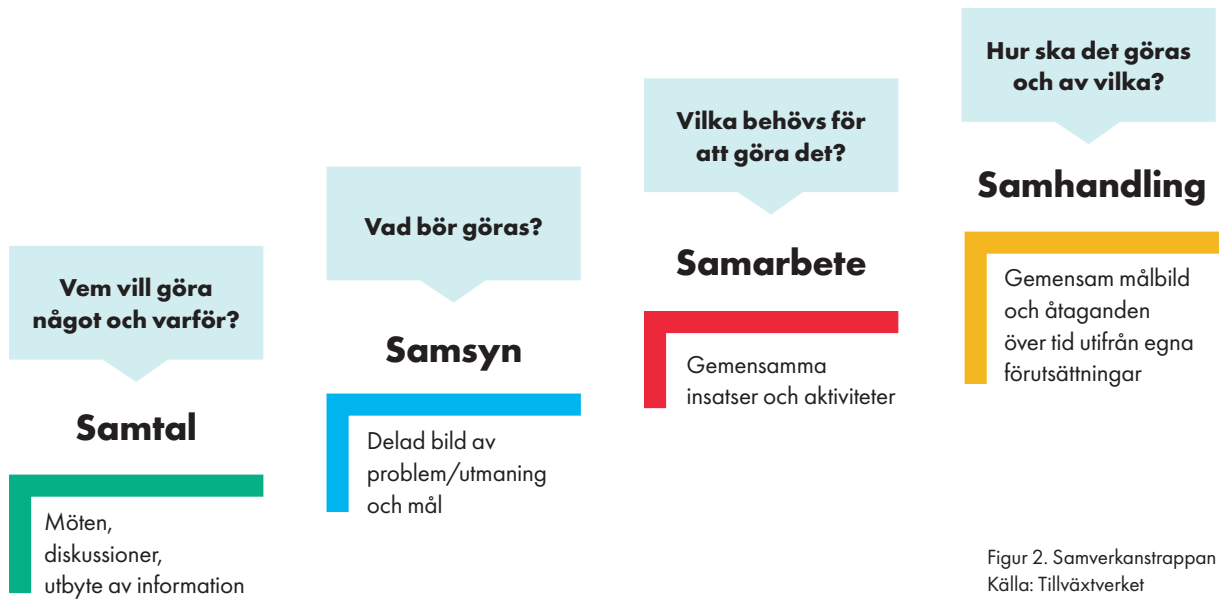 Vem vill göra
något och varför?
Samtal
Möten,
diskussioner,
utbyte av information
Vad bör göras?
Samsyn
Delad bild av
problem/utmaning
och mål
Vilka behövs för
att göra det?
Samarbete
Gemensamma
insatser och aktiviteter
Hur ska det göras
och av vilka?
Samhandling
Gemensam målbild
och åtaganden
över tid utifrån egna
förutsättningar
Figur 2. Samverkanstrappan
Källa: Tillväxtverket